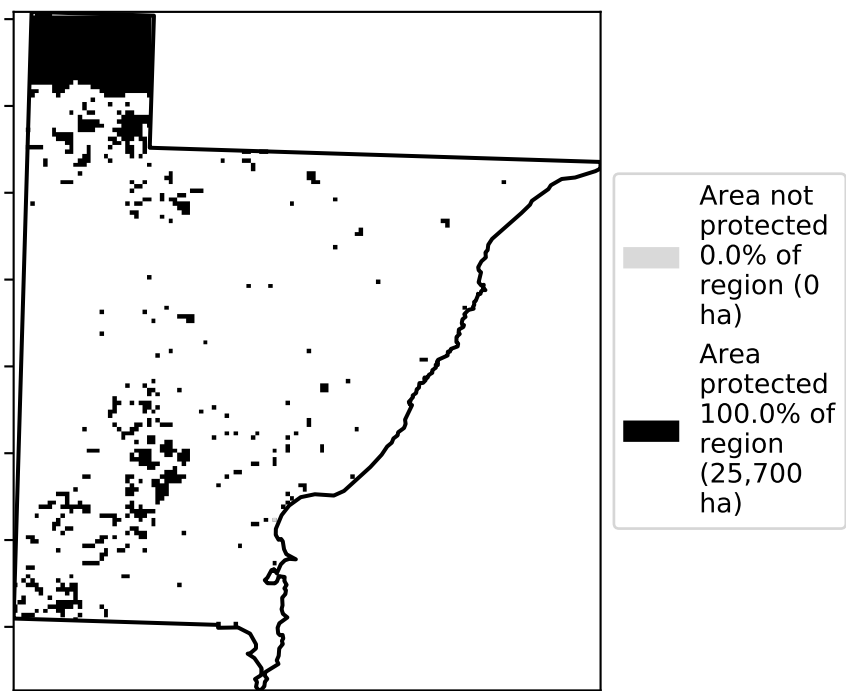 Area not
protected
0.0% of
region (0
ha)
Area
protected
100.0% of
region
(25,700
ha)